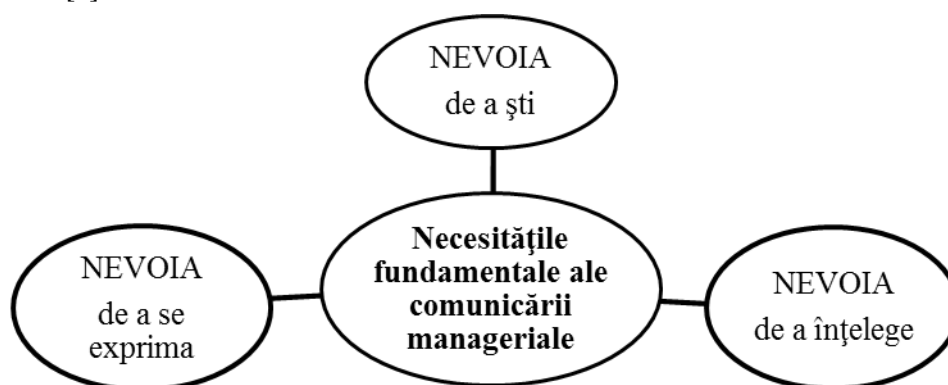 NEVOIA
de a şti
Necesităţile
fundamentale ale
comunicării
manageriale
NEVOIA
de a se
exprima
NEVOIA
de a înţelege